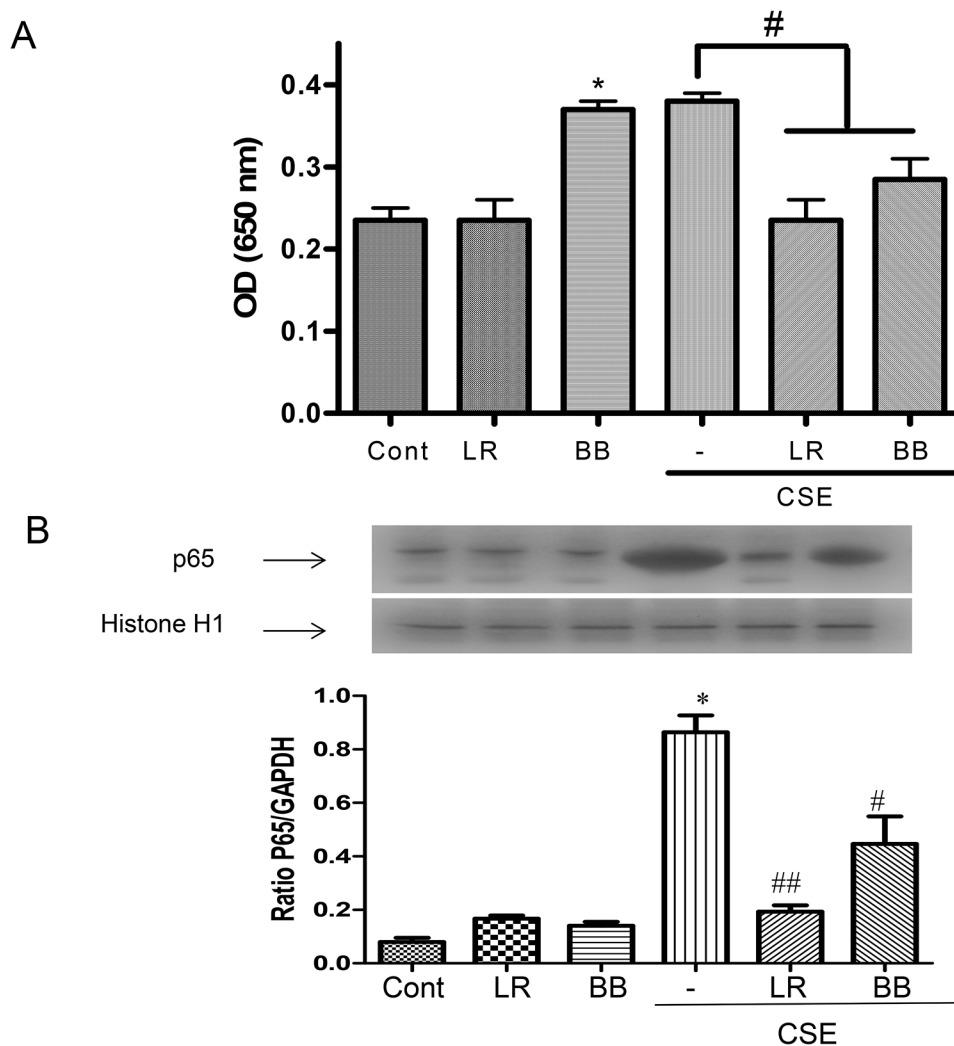 A
#
*
OD (650 nm)
0.4
0.3
0.2
0.1
0.0
Cont LR BB - LR BB
CSE
B
p65
Histone H1
Ratio P65/GAPDH
1.0
0.8
0.6
0.4
0.2
0.0
*
##
#
Cont LR BB - LR BB
CSE